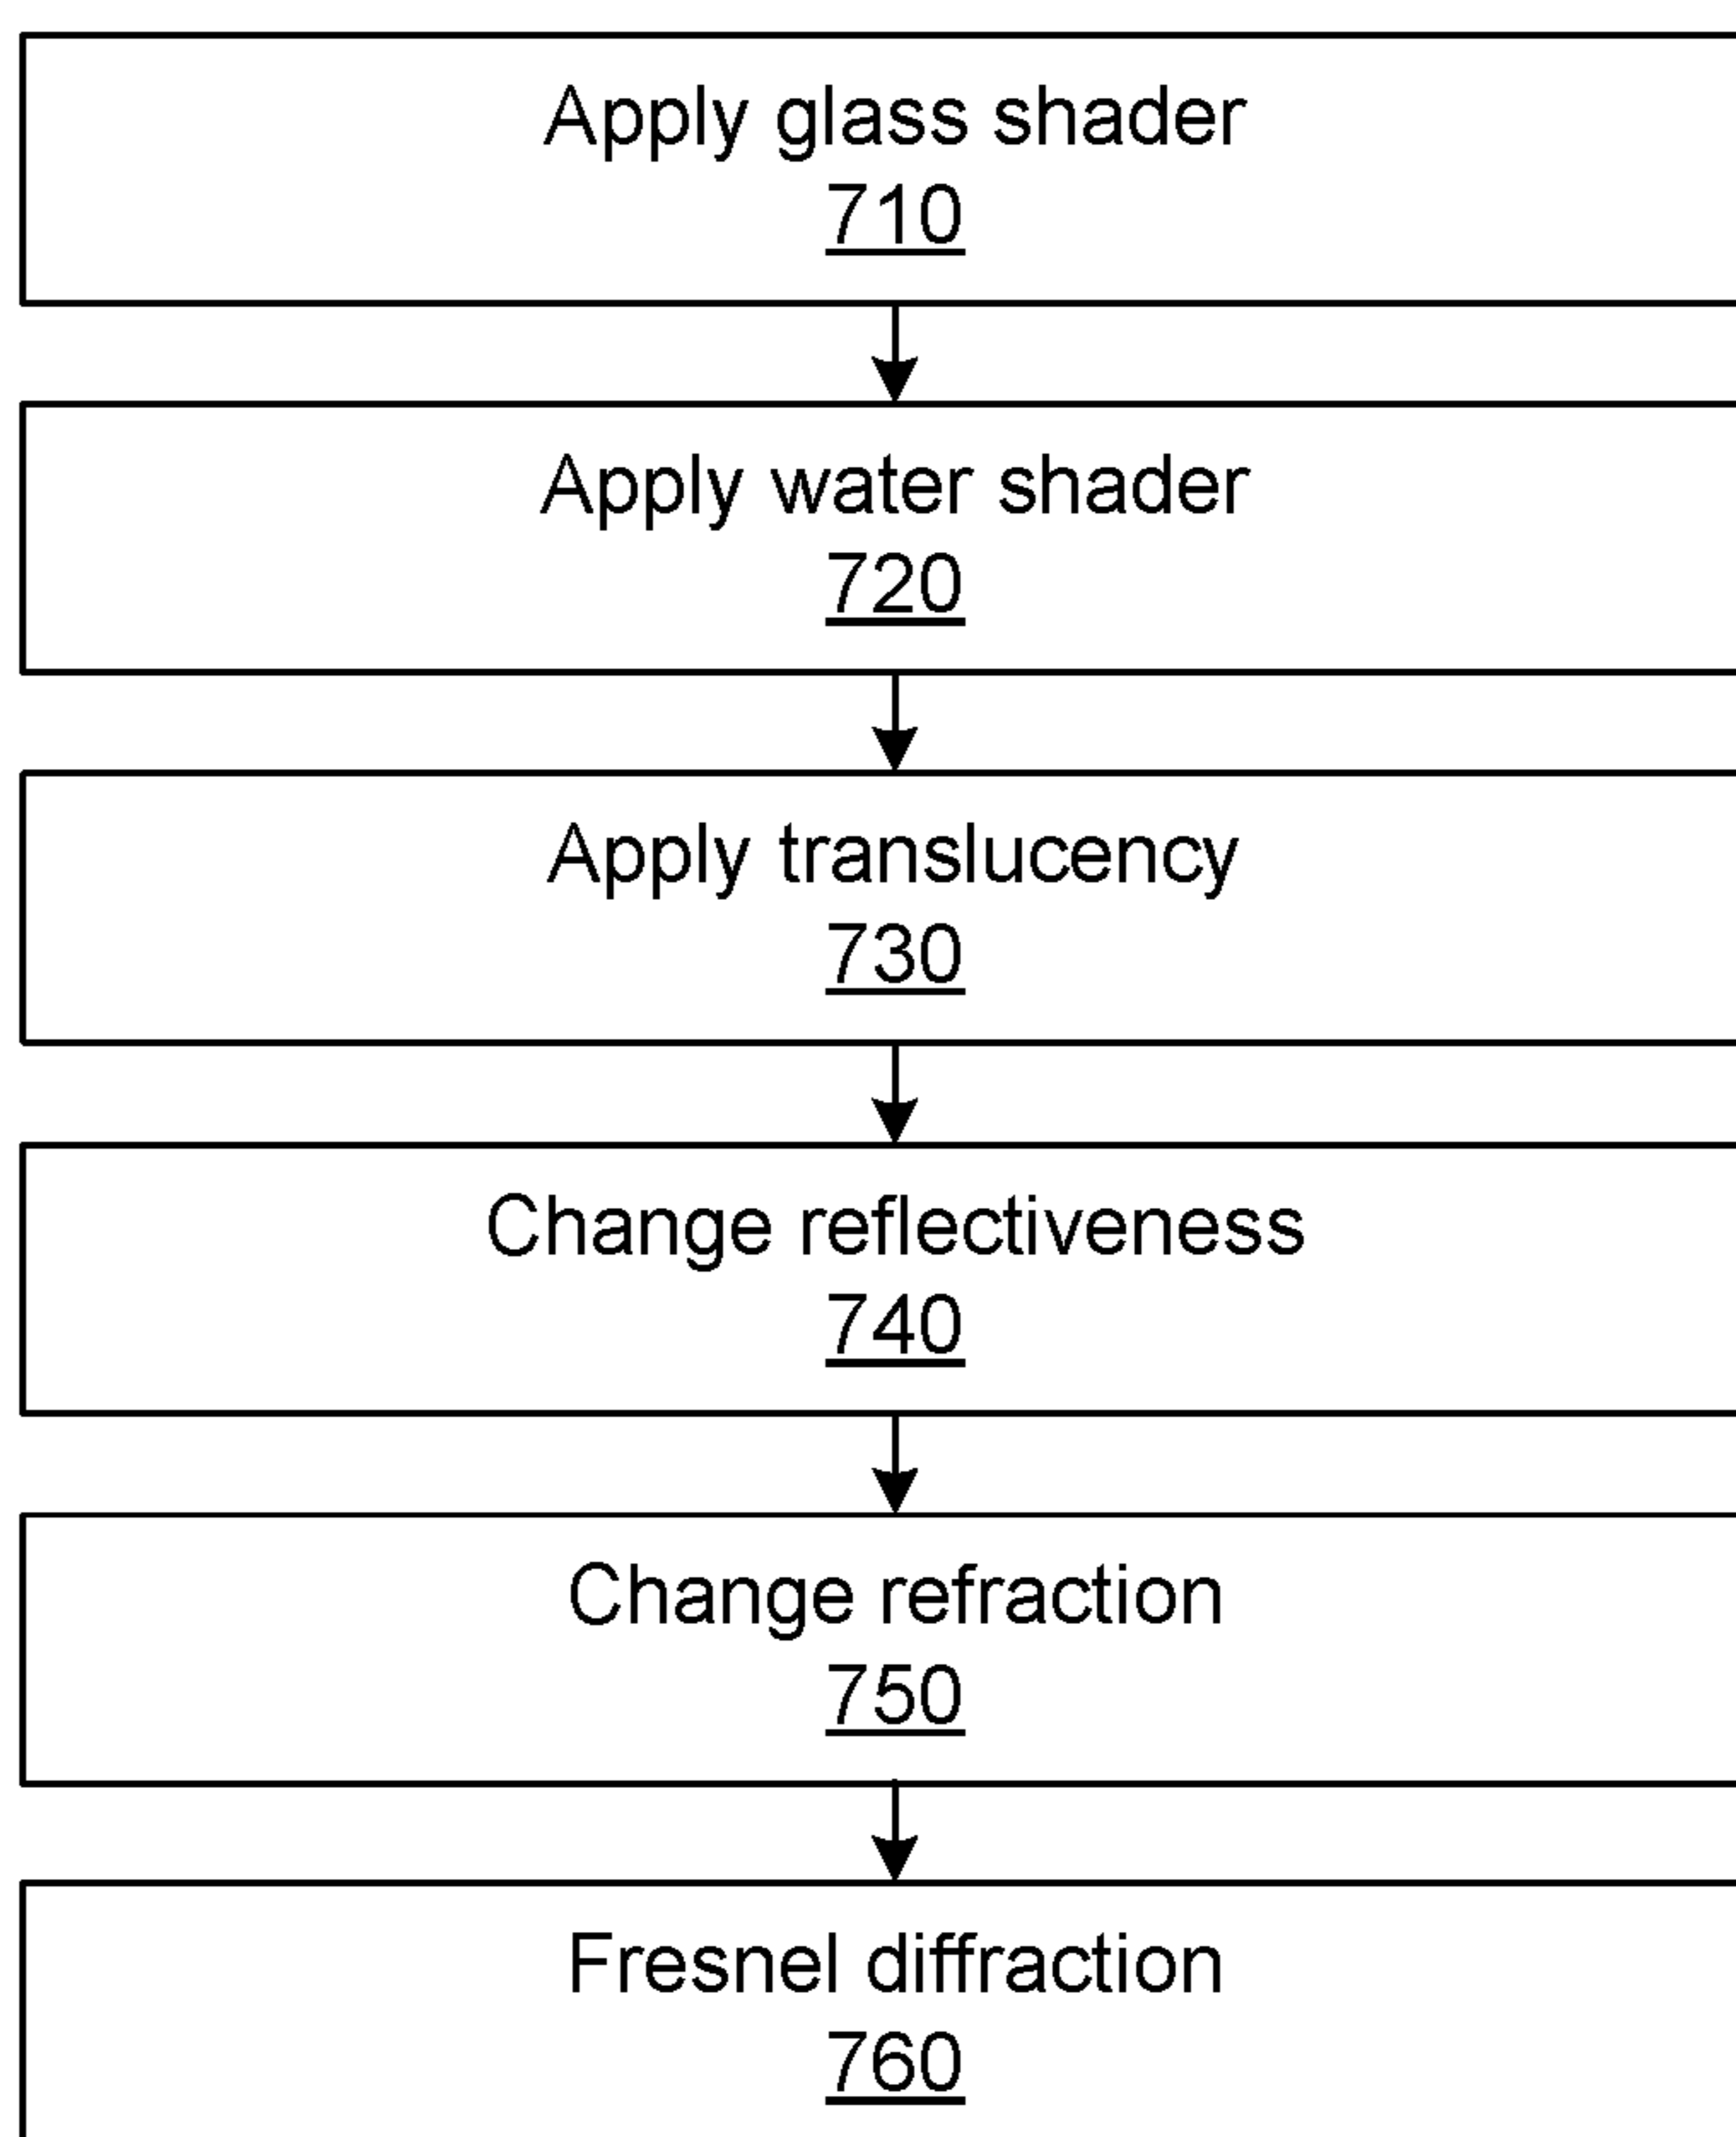 Apply glass shader
710
Apply water shader
720
Apply translucency
730
Change reflectiveness
740
Change refraction
750
Fresnel diffraction
760